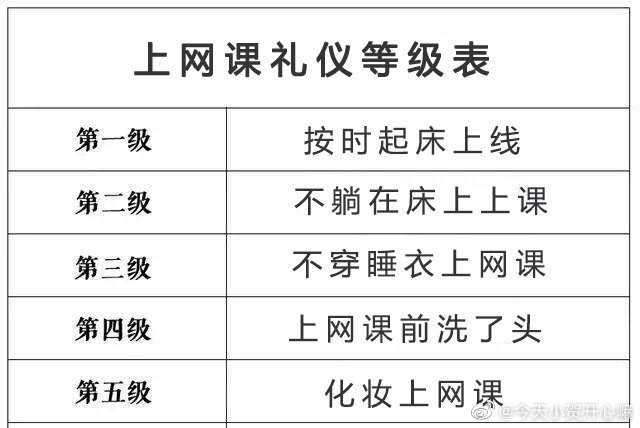 上网课礼仪等级表
第一级 按时起床上线
第二级 不躺在床上上课
第三级 不穿睡衣上网课
第四级 上网课前洗了头
第五级 化妆上网课
@今天小贺开心嘛